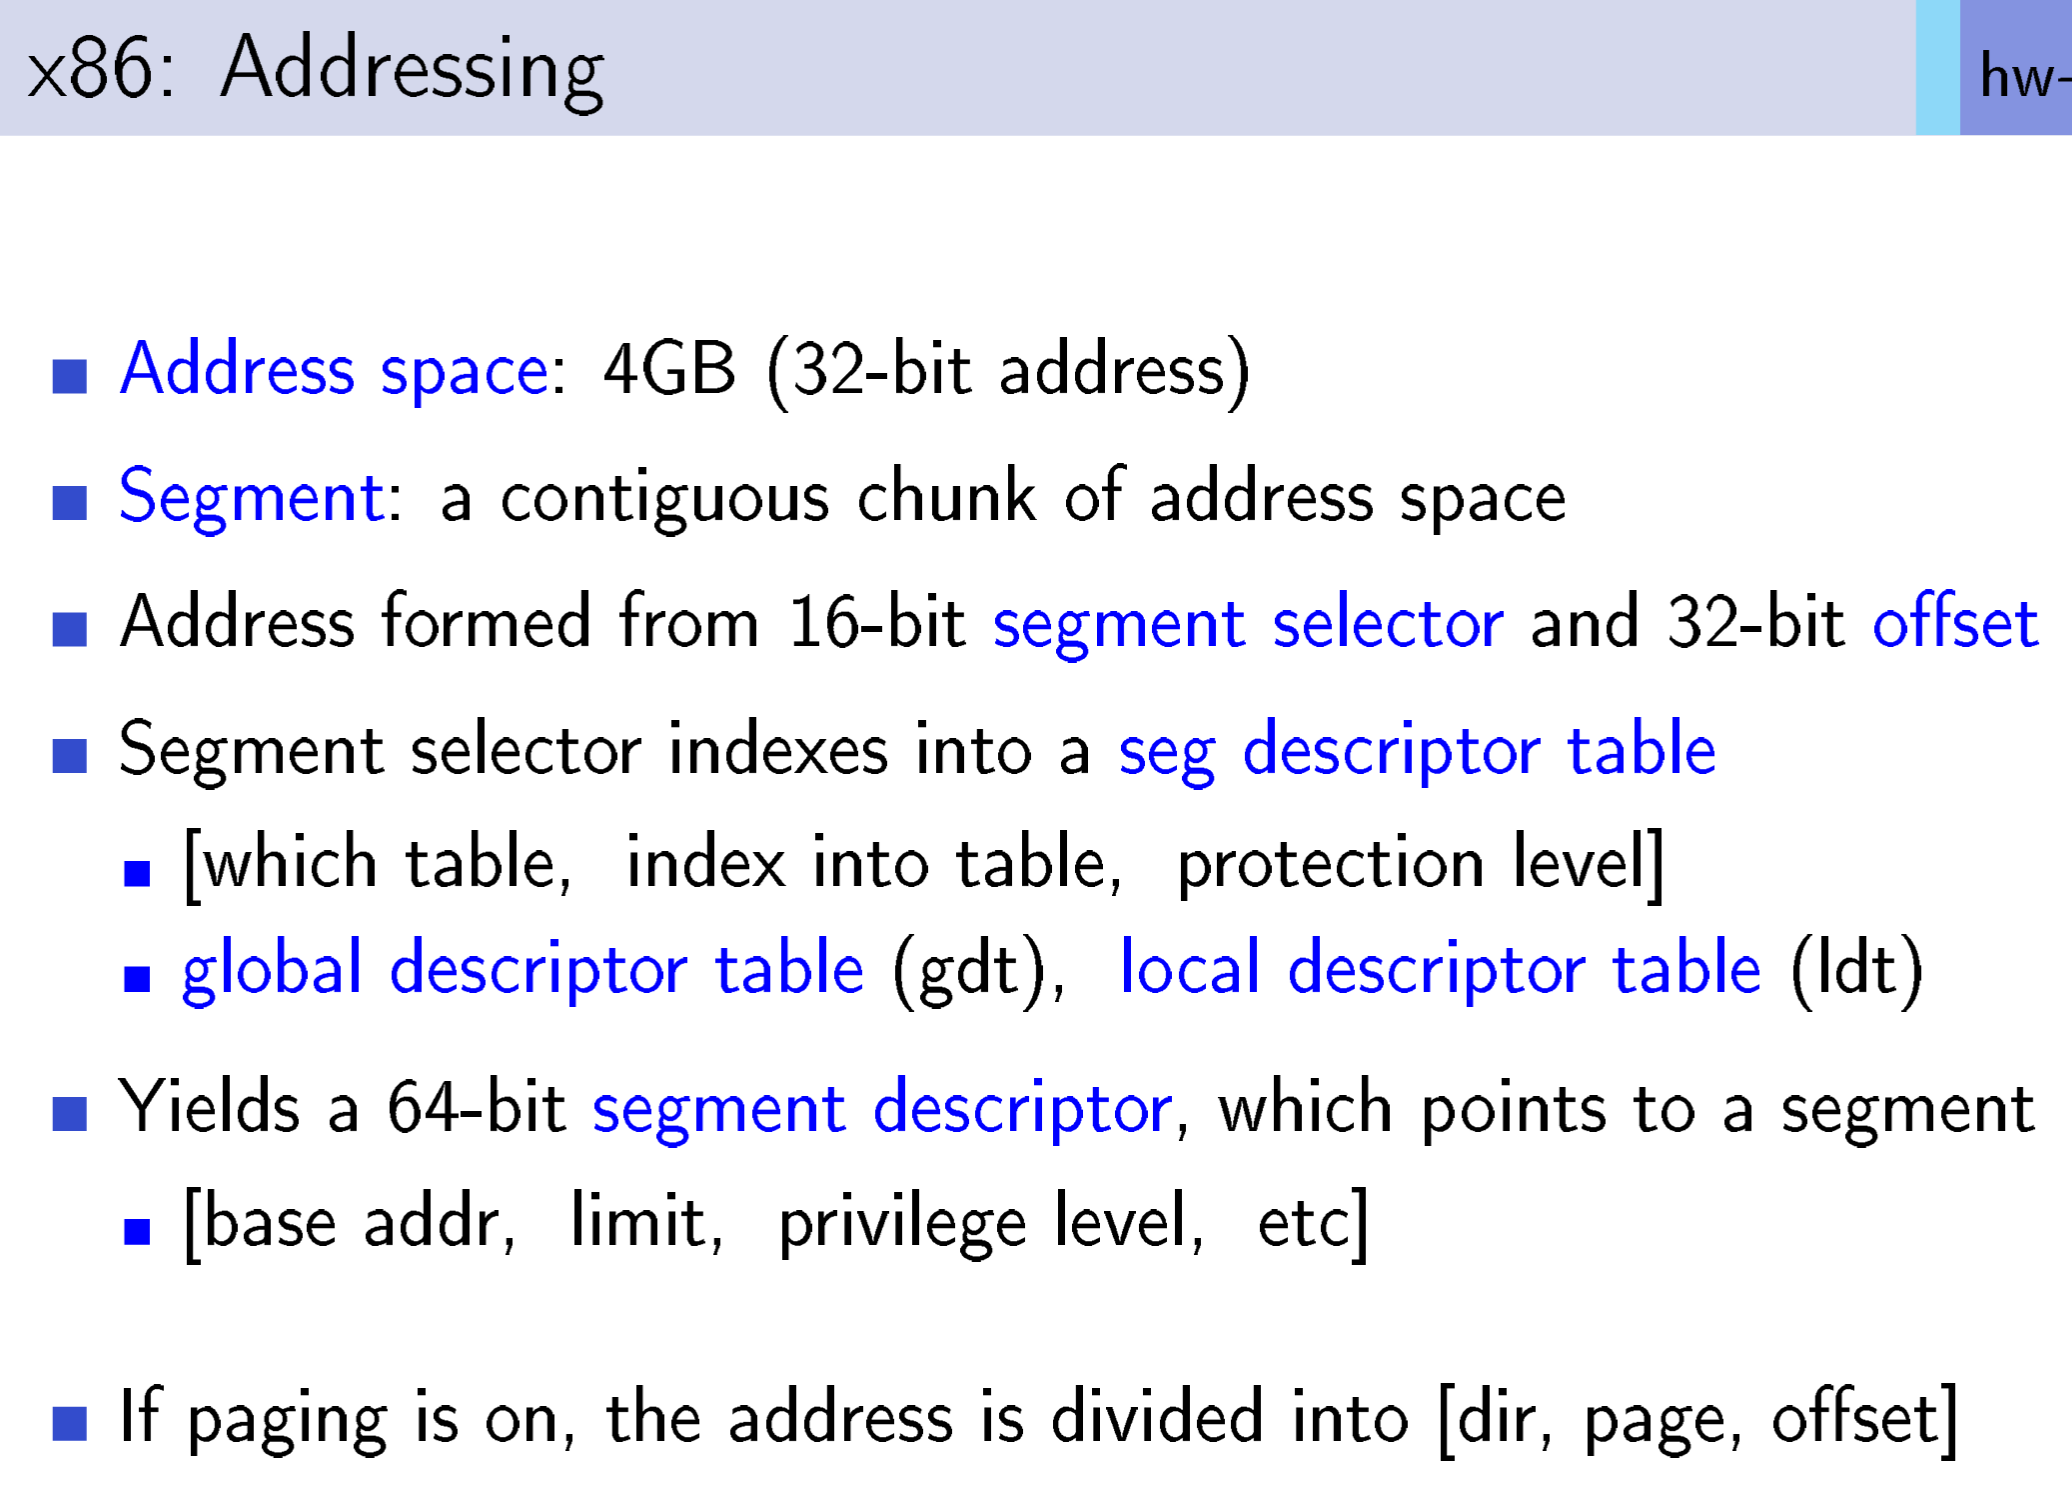 x86: Addressing
hw-
Address space: 4GB (32-bit address)
Segment: a contiguous chunk of address space
Address formed from 16-bit segment selector and 32-bit offset
Segment selector indexes into a seg descriptor table
[which table, index into table, protection level]
global descriptor table (gdt), local descriptor table (ldt)
Yields a 64-bit segment descriptor, which points to a segment
[base addr, limit, privilege level, etc]
If paging is on, the address is divided into [dir, page, offset]